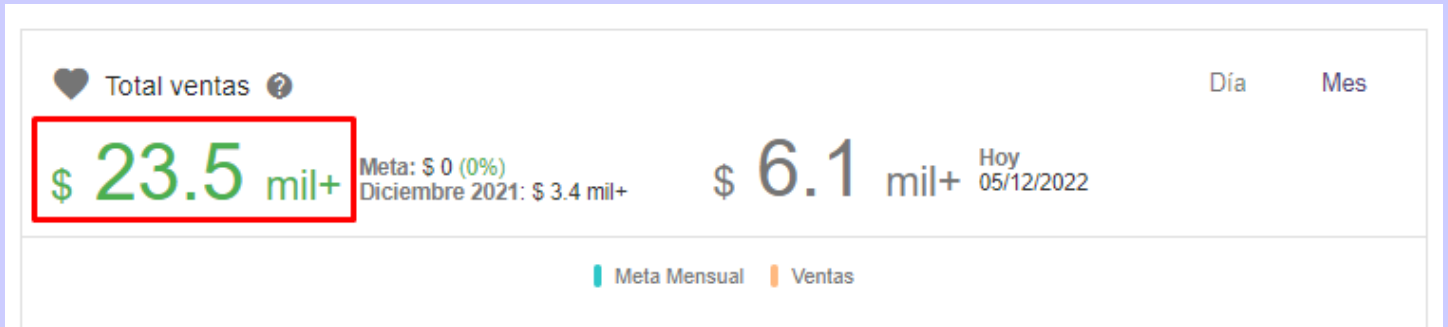 Total ventas
Día Mes
$ 23.5 mil+
Meta: $ 0 (0%)
Diciembre 2021: $ 3.4 mil+
$ 6.1 mil+
Hoy
05/12/2022
Meta Mensual Ventas